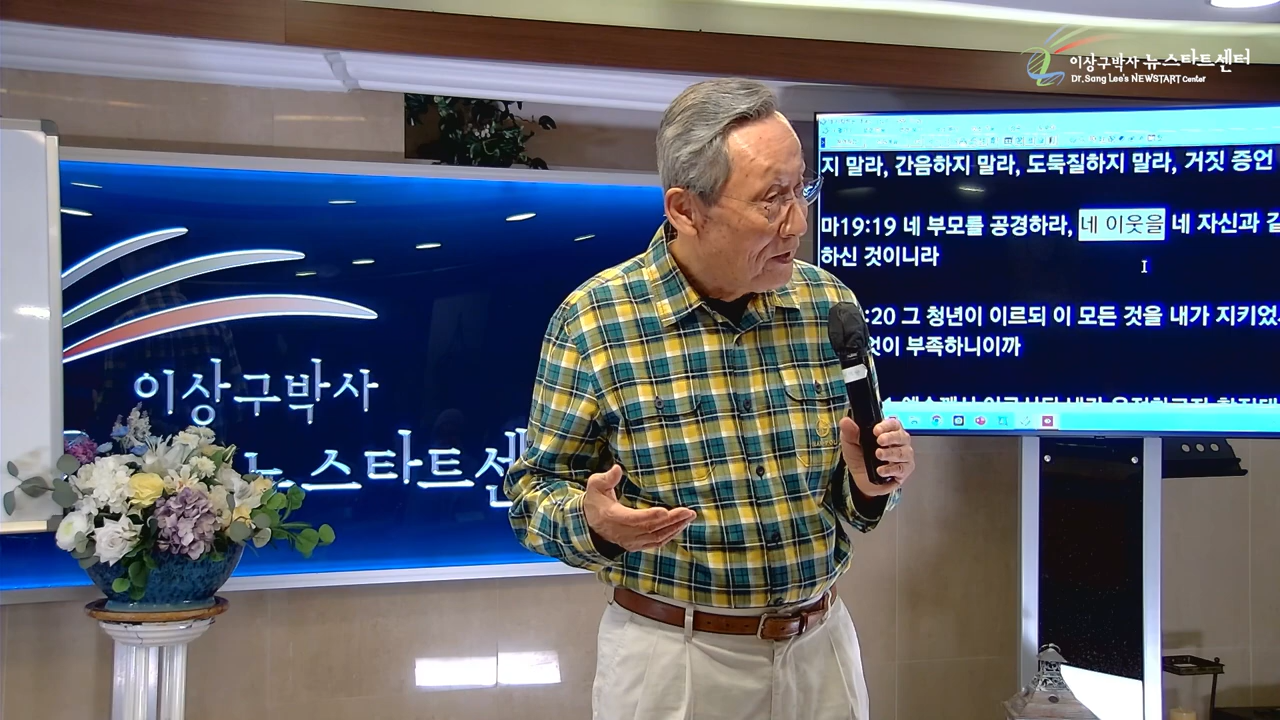 이상구박사 뉴스타트센터
Dr. Sang Lee's NEWSTART Center
지 말라, 간음하지 말라, 도둑질하지 말라, 거짓 증언
마19:19 네 부모를 공경하라, 네 이웃을 네 자신과
하신 것이니라
:20 그 청년이 이르되 이 모든 것을 내가 지키었
부족하니이까
이상구박사
뉴스타트센